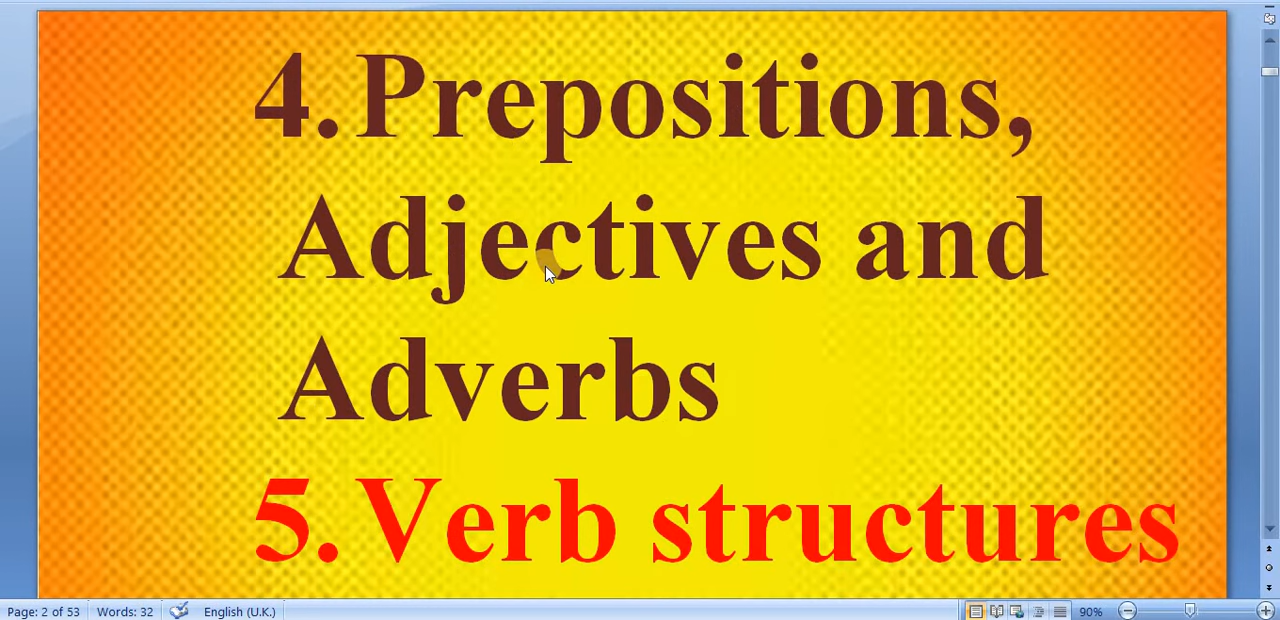 4. Prepositions,
Adjectives and
Adverbs
5. Verb structures
Page: 2 of 53 Words: 32 English (U.K.) 90%